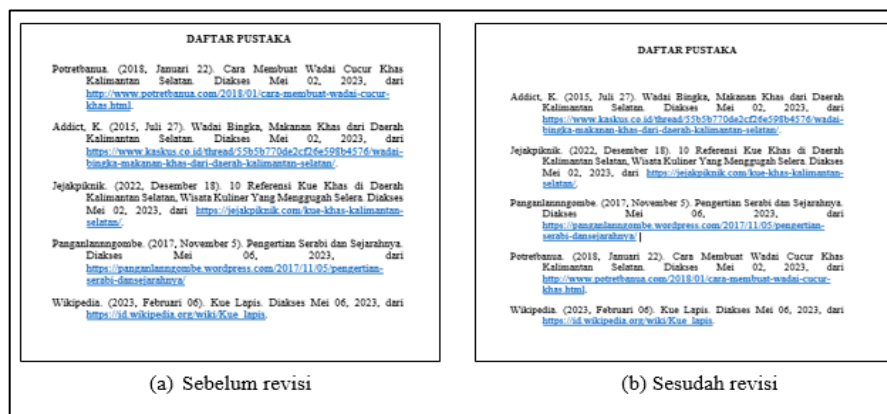 DAFTAR PUSTAKA
Potretbanua. (2018, Januari 22). Cara Membuat Wadai Cucur Khas
Kalimantan Selatan. Diakses Mei 02, 2023, dari
http://www.potretbanua.com/2018/01/cara-membuat-wadai-cucur-
khas.html.
Addict, K. (2015, Juli 27). Wadai Bingka, Makanan Khas dari Daerah
Kalimantan Selatan. Diakses Mei 02, 2023, dari
https://www.kaskus.co.id/thread/55b5b770de2cf26e598b4576/wadai-
bingka-makanan-khas-dari-daerah-kalimantan-selatan/.
Jejakpiknik. (2022, Desember 18). 10 Referensi Kue Khas di Daerah
Kalimantan Selatan, Wisata Kuliner Yang Menggugah Selera. Diakses
Mei 02, 2023, dari https://jejakpiknik.com/kue-khas-kalimantan-
selatan/.
Panganlannngombe. (2017, November 5). Pengertian Serabi dan Sejarahnya.
Diakses Mei 06, 2023, dari
https://panganlanngombe.wordpress.com/2017/11/05/pengertian-
serabi-dansejarahnya/
Wikipedia. (2023, Februari 06). Kue Lapis. Diakses Mei 06, 2023, dari
https://id.wikipedia.org/wiki/Kue_lapis.
(a) Sebelum revisi
DAFTAR PUSTAKA
Addict, K. (2015, Juli 27). Wadai Bingka, Makanan Khas dari Daerah
Kalimantan Selatan. Diakses Mei 02, 2023, dari
https://www.kaskus.co.id/thread/55b5b770de2cf26e598b4576/wadai-
bingka-makanan-khas-dari-daerah-kalimantan-selatan/.
Jejakpiknik. (2022, Desember 18). 10 Referensi Kue Khas di Daerah
Kalimantan Selatan, Wisata Kuliner Yang Menggugah Selera. Diakses
Mei 02, 2023, dari https://jejakpiknik.com/kue-khas-kalimantan-
selatan/.
Panganlannngombe. (2017, November 5). Pengertian Serabi dan Sejarahnya.
Diakses Mei 06, 2023, dari
https://panganlanngombe.wordpress.com/2017/11/05/pengertian-
serabi-dansejarahnya/
Potretbanua. (2018, Januari 22). Cara Membuat Wadai Cucur Khas
Kalimantan Selatan. Diakses Mei 02, 2023, dari
http://www.potretbanua.com/2018/01/cara-membuat-wadai-cucur-
khas.html.
Wikipedia. (2023, Februari 06). Kue Lapis. Diakses Mei 06, 2023, dari
https://id.wikipedia.org/wiki/Kue_lapis.
(b) Sesudah revisi